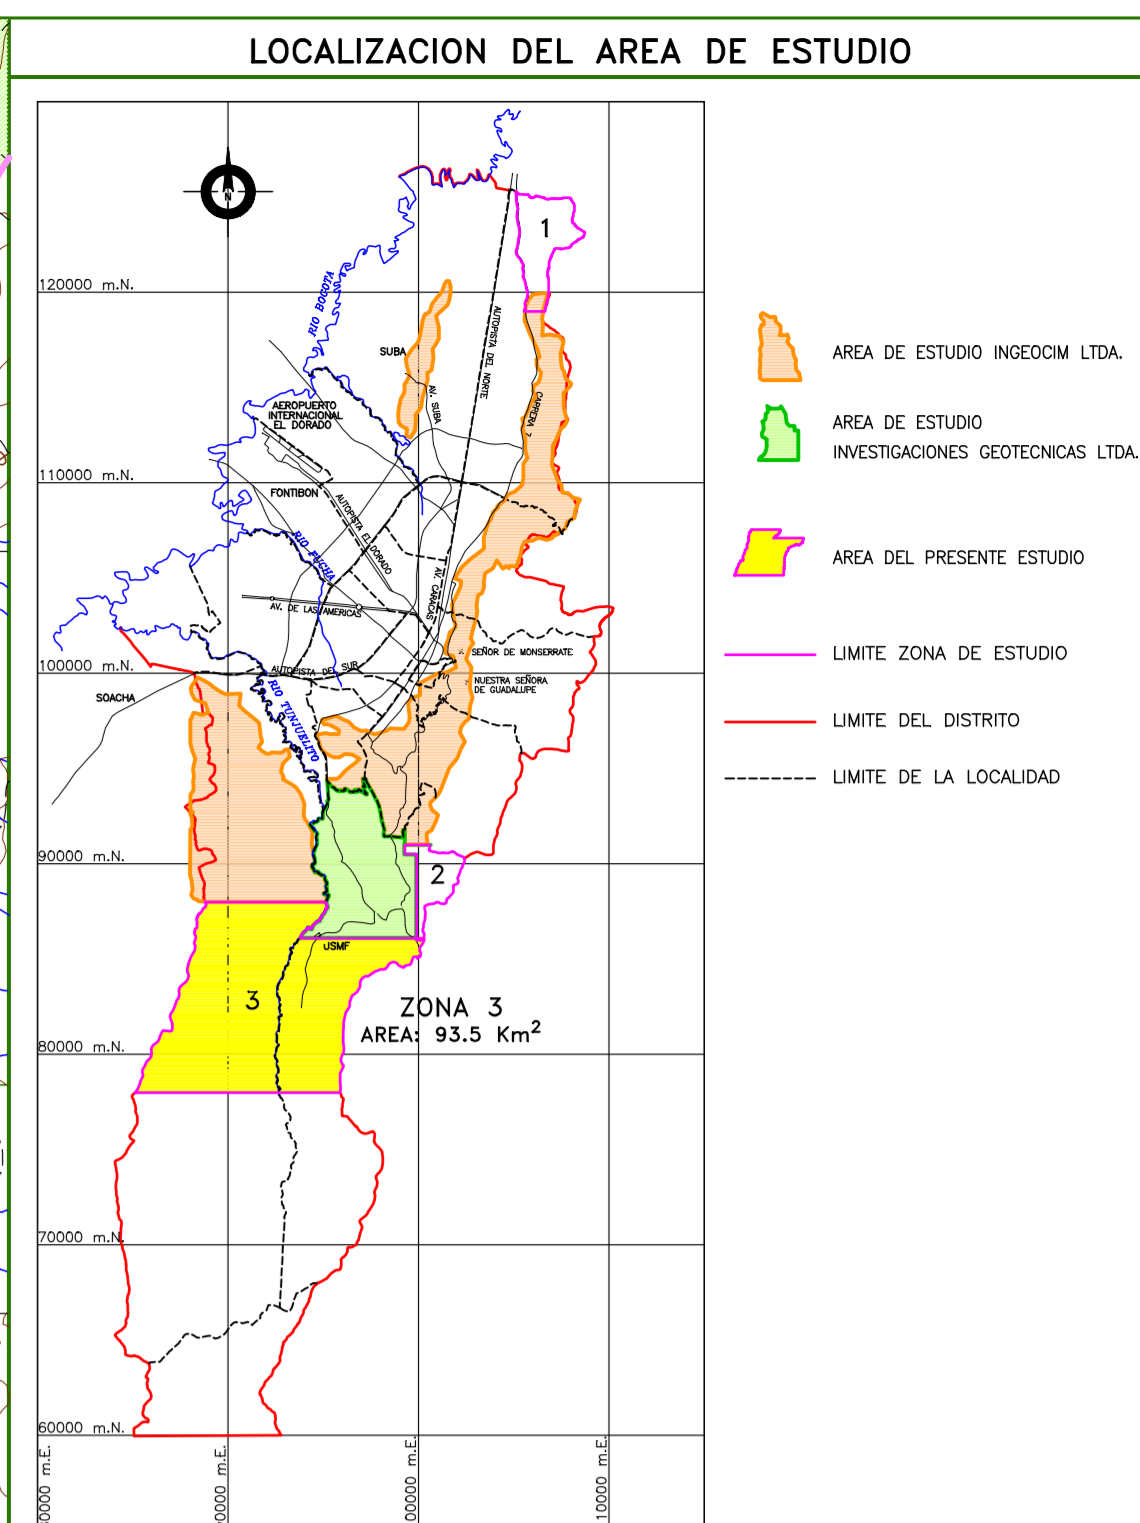 LOCALIZACION DEL AREA DE ESTUDIO
N
1
120000 m.N.
RIO BOGOTA
AUTOPISTA DEL NORTE
SUBA
AV. SUBA
CARRERA 7
AEROPUERTO
INTERNACIONAL
EL DORADO
110000 m.N.
FONTIBON
AUTOPISTA EL DORADO
RIO FUCHA
AV. CARACAS
AV. DE LAS AMERICAS
SEÑOR DE MONSERRATE
100000 m.N.
AUTOPISTA DEL SUR
NUESTRA SEÑORA
DE GUADALUPE
SOACHA
RIO TUNJUELITO
90000 m.N.
2
USMF
3
ZONA 3
AREA: 93.5 Km²
80000 m.N.
70000 m.N.
60000 m.N.
0000 m.E.
0000 m.E.
00000 m.E.
10000 m.E.
AREA DE ESTUDIO INGEOCIM LTDA.
AREA DE ESTUDIO
INVESTIGACIONES GEOTECNICAS LTDA.
AREA DEL PRESENTE ESTUDIO
LIMITE ZONA DE ESTUDIO
LIMITE DEL DISTRITO
LIMITE DE LA LOCALIDAD